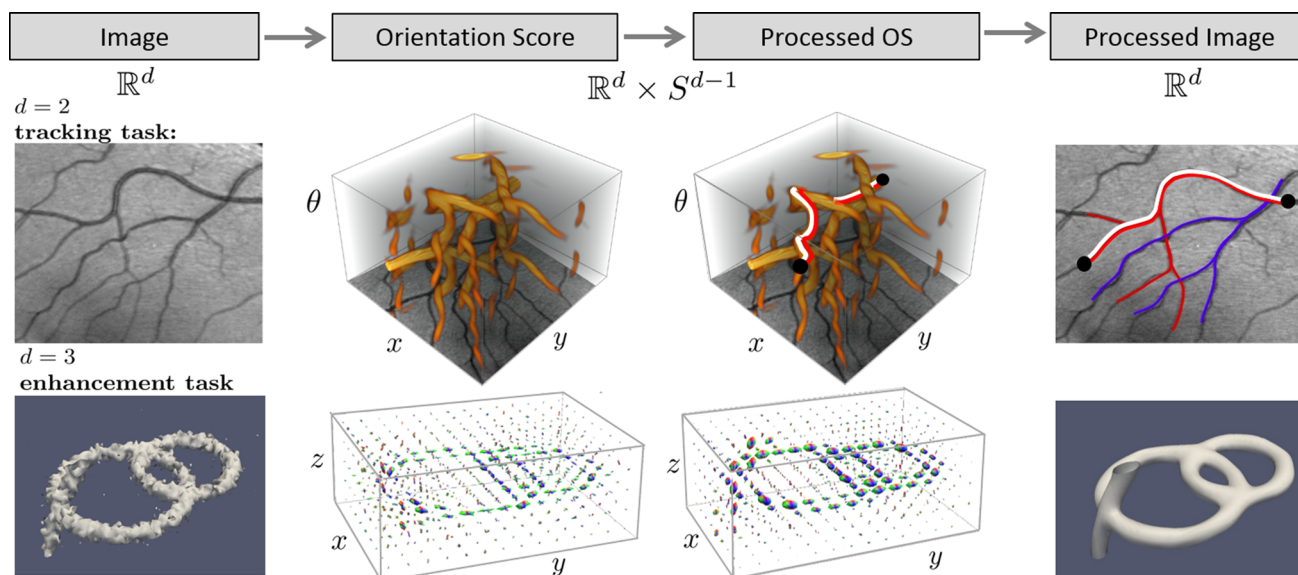 Image
Orientation Score
Processed OS
Processed Image
ℝ^d
ℝ^d × S^{d−1}
ℝ^d
d = 2
tracking task:
θ
x
y
θ
x
y
d = 3
enhancement task
z
x
y
z
x
y